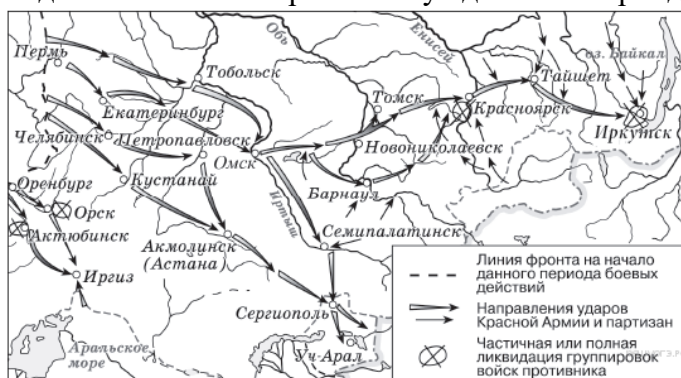 Пермь
Обь
Енисей
оз. Байкал
Тобольск
Томск
Тайшет
Екатеринбург
Красноярск
Челябинск
Петропавловск
Омск
Новониколаевск
Иркутск
Оренбург
Кустанай
Барнаул
Орск
Иртыш
Актюбинск
Акмолинск
(Астана)
Семипалатинск
Иргиз
Сергиополь
Аральское
море
Уч-Арал
Линия фронта на начало
данного периода боевых
действий
Направления ударов
Красной Армии и партизан
Частичная или полная
ликвидация группировок
войск противника